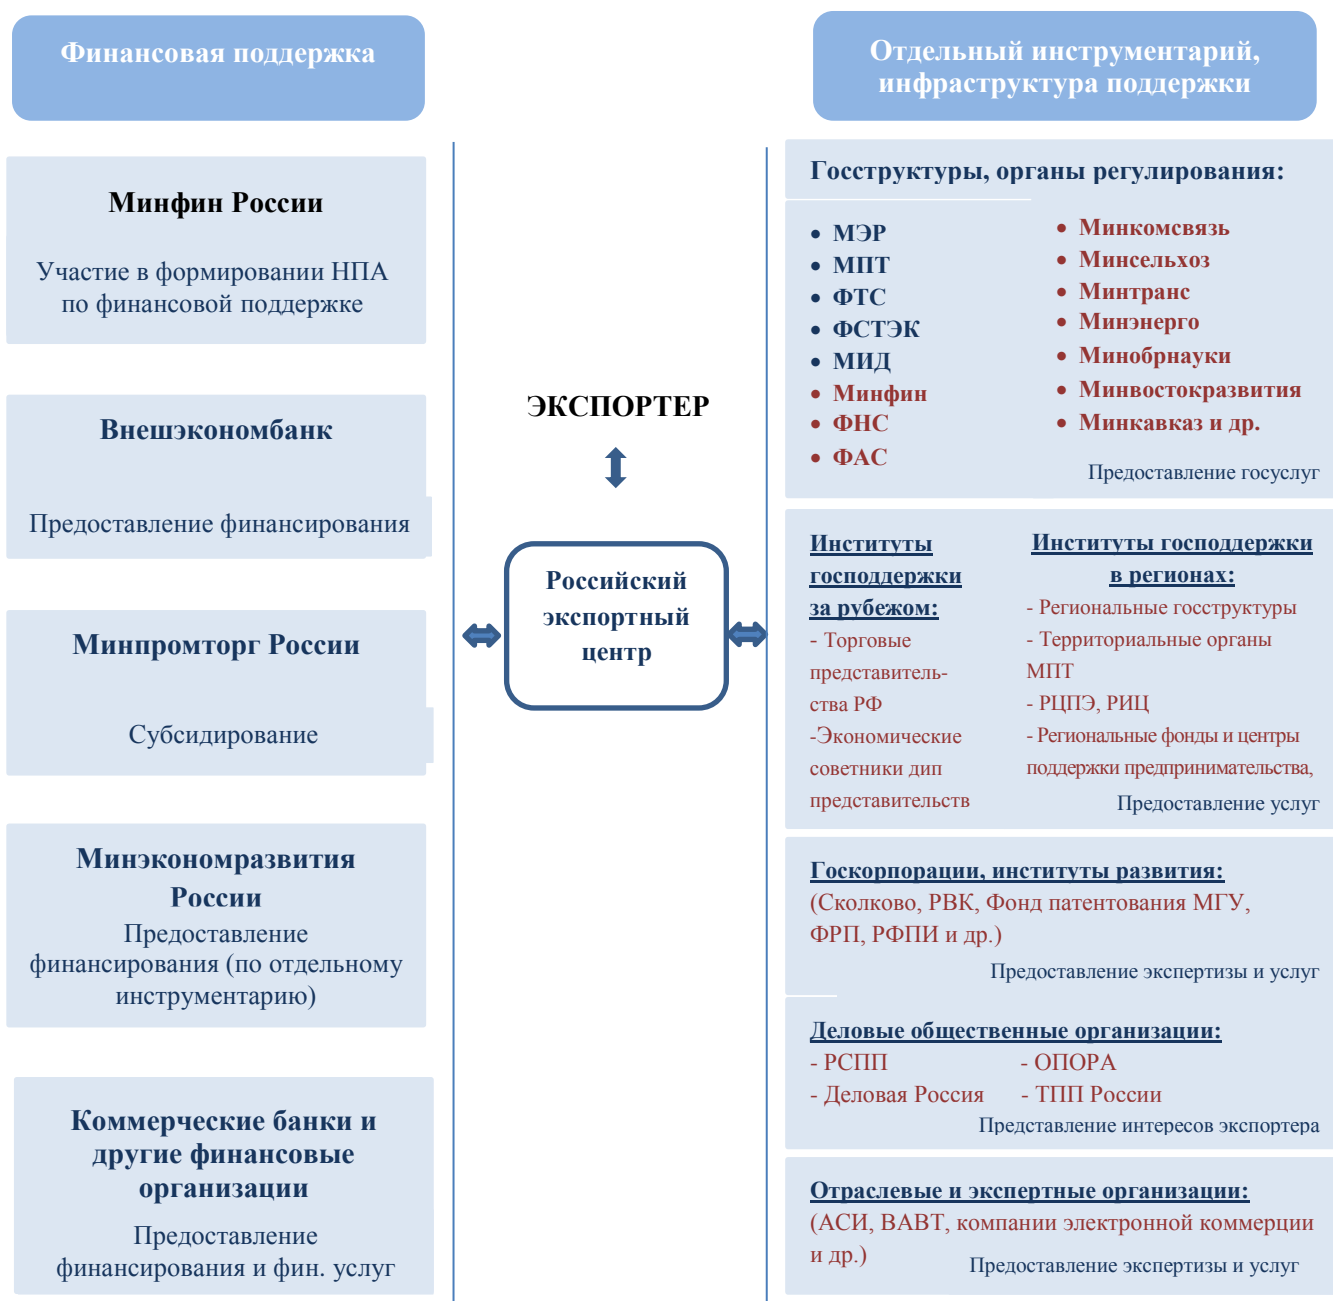 Финансовая поддержка
Минфин России
Участие в формировании НПА
по финансовой поддержке
Внешэкономбанк
Предоставление финансирования
Минпромторг России
Субсидирование
Минэкономразвития
России
Предоставление
финансирования (по отдельному
инструментарию)
Коммерческие банки и
другие финансовые
организации
Предоставление
финансирования и фин. услуг
ЭКСПОРТЕР
Российский
экспортный
центр
Отдельный инструментарий,
инфраструктура поддержки
Госструктуры, органы регулирования:
• МЭР
• МПТ
• ФТС
• ФСТЭК
• МИД
• Минфин
• ФНС
• ФАС
• Минкомсвязь
• Минсельхоз
• Минтранс
• Минэнерго
• Минобрнауки
• Минвостокразвития
• Минкавказ и др.
Предоставление госуслуг
Институты
господдержки
за рубежом:
- Торговые
представитель-
ства РФ
-Экономические
советники дип
представительств
Институты господдержки
в регионах:
- Региональные госструктуры
- Территориальные органы
МПТ
- РЦПЭ, РИЦ
- Региональные фонды и центры
поддержки предпринимательства,
Предоставление услуг
Госкорпорации, институты развития:
(Сколково, РВК, Фонд патентования МГУ,
ФРП, РФПИ и др.)
Предоставление экспертизы и услуг
Деловые общественные организации:
- РСПП - ОПОРА
- Деловая Россия - ТПП России
Представление интересов экспортера
Отраслевые и экспертные организации:
(АСИ, ВАВТ, компании электронной коммерции
и др.)
Предоставление экспертизы и услуг